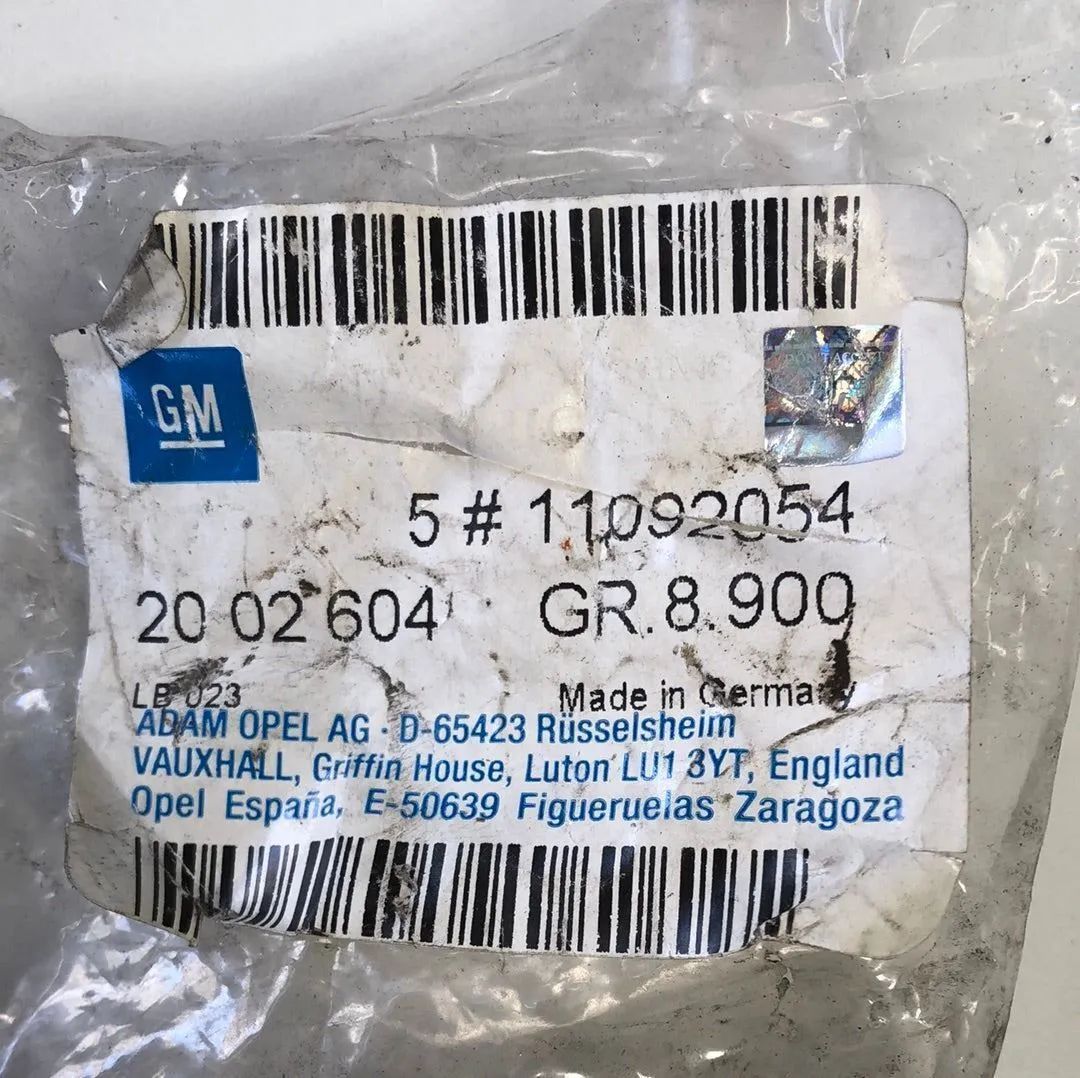 GM
5 # 11092054
20 02 604 GR.8.900
LB 023 Made in Germany
ADAM OPEL AG · D-65423 Rüsselsheim
VAUXHALL, Griffin House, Luton LU1 3YT, England
Opel España, E-50639 Figueruelas Zaragoza